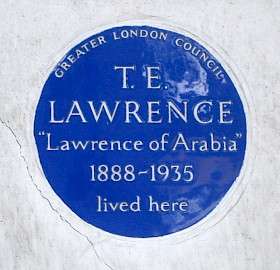 GREATER LONDON COUNCIL
T. E.
LAWRENCE
"Lawrence of Arabia"
1888~1935
lived here